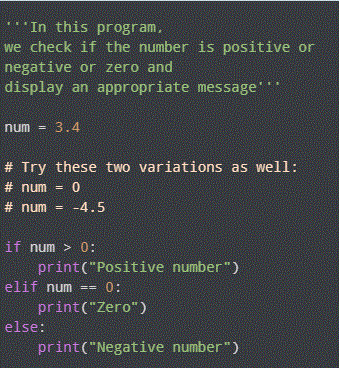 '''In this program,
we check if the number is positive or
negative or zero and
display an appropriate message'''

num = 3.4

# Try these two variations as well:
# num = 0
# num = -4.5

if num > 0:
    print("Positive number")
elif num == 0:
    print("Zero")
else:
    print("Negative number")